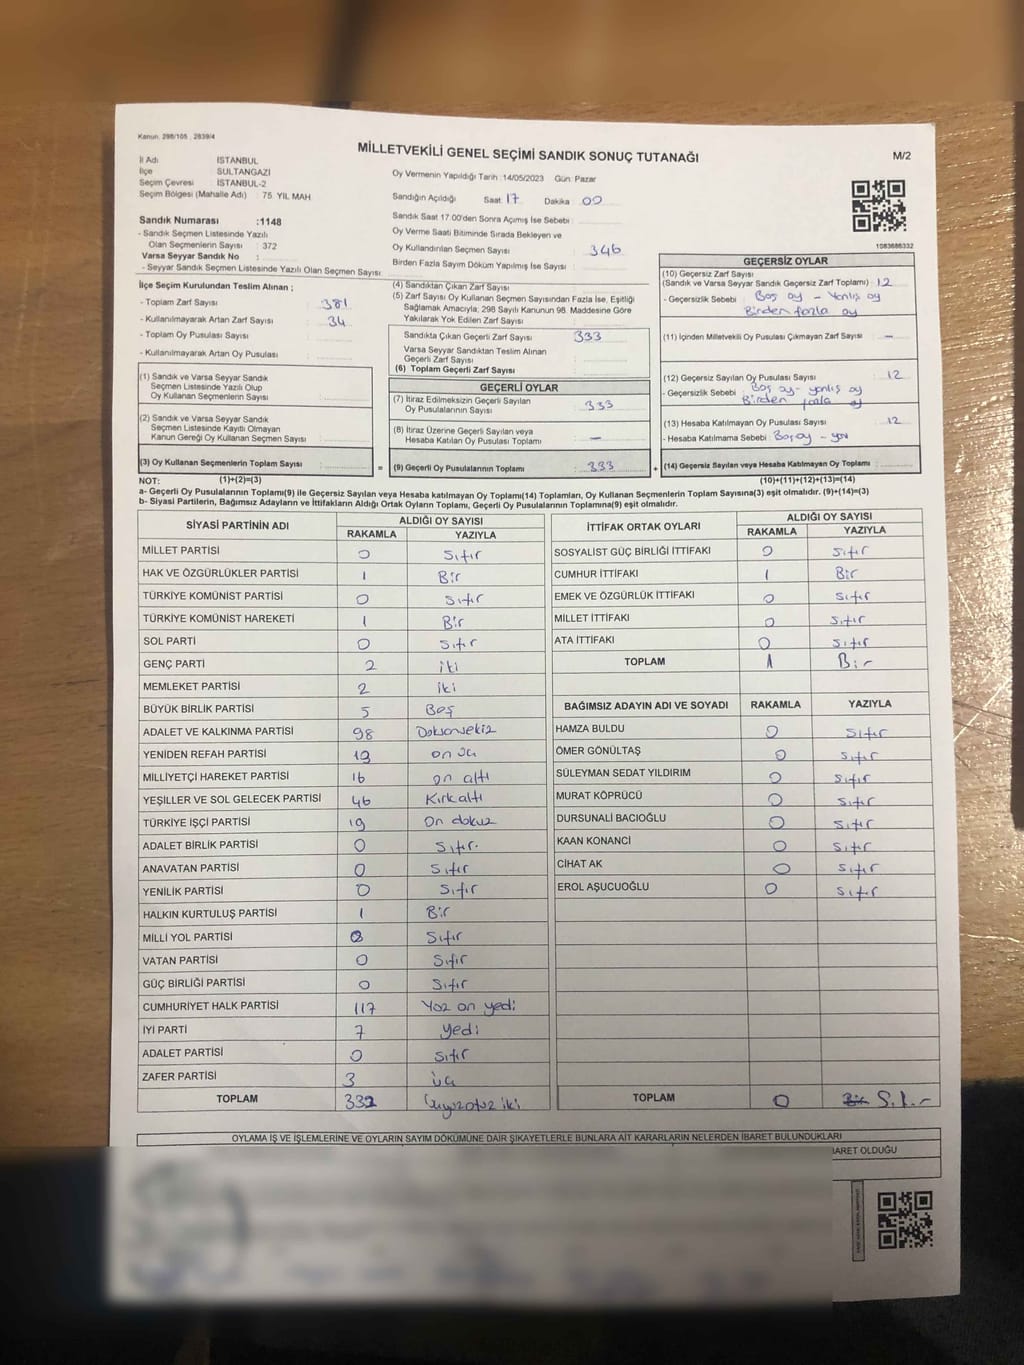 Kanun: 298/105 , 2839/4
MİLLETVEKİLİ GENEL SEÇİMİ SANDIK SONUÇ TUTANAĞI
M/2
İl Adı İSTANBUL
İlçe SULTANGAZİ
Seçim Çevresi İSTANBUL-2
Seçim Bölgesi (Mahalle Adı) : 75 YIL MAH
Sandık Numarası :1148
- Sandık Seçmen Listesinde Yazılı
Olan Seçmenlerin Sayısı : 372
Varsa Seyyar Sandık No :
- Seyyar Sandık Seçmen Listesinde Yazılı Olan Seçmen Sayısı :
Oy Vermenin Yapıldığı Tarih :14/05/2023 Gün: Pazar
Sandığın Açıldığı Saat 17 Dakika 00
Sandık Saat 17.00'den Sonra Açımış İse Sebebi :
Oy Verme Saati Bitiminde Sırada Bekleyen ve
Oy Kullandırılan Seçmen Sayısı : 346
Birden Fazla Sayım Döküm Yapılmış İse Sayısı :
1083686332
İlçe Seçim Kurulundan Teslim Alınan ;
- Toplam Zarf Sayısı : 381
- Kullanılmayarak Artan Zarf Sayısı : 34
- Toplam Oy Pusulası Sayısı :
- Kullanılmayarak Artan Oy Pusulası :
(1) Sandık ve Varsa Seyyar Sandık
Seçmen Listesinde Yazılı Olup
Oy Kullanan Seçmenlerin Sayısı :
(2) Sandık ve Varsa Seyyar Sandık
Seçmen Listesinde Kayıtlı Olmayan
Kanun Gereği Oy Kullanan Seçmen Sayısı :
(3) Oy Kullanan Seçmenlerin Toplam Sayısı :
(4) Sandıktan Çıkan Zarf Sayısı :
(5) Zarf Sayısı Oy Kullanan Seçmen Sayısından Fazla İse, Eşitliği
Sağlamak Amacıyla, 298 Sayılı Kanunun 98. Maddesine Göre
Yakılarak Yok Edilen Zarf Sayısı :
Sandıkta Çıkan Geçerli Zarf Sayısı : 333
Varsa Seyyar Sandıktan Teslim Alınan
Geçerli Zarf Sayısı :
(6) Toplam Geçerli Zarf Sayısı :
GEÇERLİ OYLAR
(7) İtiraz Edilmeksizin Geçerli Sayılan
Oy Pusulalarının Sayısı : 333
(8) İtiraz Üzerine Geçerli Sayılan veya
Hesaba Katılan Oy Pusulası Toplamı : -
= (9) Geçerli Oy Pusulalarının Toplamı : 333 +
GEÇERSİZ OYLAR
(10) Geçersiz Zarf Sayısı
(Sandık ve Varsa Seyyar Sandık Geçersiz Zarf Toplamı) : 12
- Geçersizlik Sebebi : Boş oy - Yanlış oy
Birden fazla oy
(11) İçinden Milletvekili Oy Pusulası Çıkmayan Zarf Sayısı : -
(12) Geçersiz Sayılan Oy Pusulası Sayısı : 12
- Geçersizlik Sebebi : Boş oy - yanlış oy
Birden fazla oy
(13) Hesaba Katılmayan Oy Pusulası Sayısı : 12
- Hesaba Katılmama Sebebi : Boş oy -
(14) Geçersiz Sayılan veya Hesaba Katılmayan Oy Toplamı :
NOT: (1)+(2)=(3) (10)+(11)+(12)+(13)=(14)
a- Geçerli Oy Pusulalarının Toplamı(9) ile Geçersiz Sayılan veya Hesaba katılmayan Oy Toplamı(14) Toplamları, Oy Kullanan Seçmenlerin Toplam Sayısına(3) eşit olmalıdır. (9)+(14)=(3)
b- Siyasi Partilerin, Bağımsız Adayların ve İttifakların Aldığı Ortak Oyların Toplamı, Geçerli Oy Pusulalarının Toplamına(9) eşit olmalıdır.
SİYASİ PARTİNİN ADI ALDIĞI OY SAYISI
RAKAMLA YAZIYLA
MİLLET PARTİSİ 0 Sıfır
HAK VE ÖZGÜRLÜKLER PARTİSİ 1 Bir
TÜRKİYE KOMÜNİST PARTİSİ 0 Sıfır
TÜRKİYE KOMÜNİST HAREKETİ 1 Bir
SOL PARTİ 0 Sıfır
GENÇ PARTİ 2 iki
MEMLEKET PARTİSİ 2 iki
BÜYÜK BİRLİK PARTİSİ 5 Beş
ADALET VE KALKINMA PARTİSİ 98 Doksansekiz
YENİDEN REFAH PARTİSİ 13 on üç
MİLLİYETÇİ HAREKET PARTİSİ 16 on altı
YEŞİLLER VE SOL GELECEK PARTİSİ 46 Kırkaltı
TÜRKİYE İŞÇİ PARTİSİ 19 On dokuz
ADALET BİRLİK PARTİSİ 0 Sıfır.
ANAVATAN PARTİSİ 0 Sıfır
YENİLİK PARTİSİ 0 Sıfır
HALKIN KURTULUŞ PARTİSİ 1 Bir
MİLLİ YOL PARTİSİ 0 Sıfır
VATAN PARTİSİ 0 Sıfır
GÜÇ BİRLİĞİ PARTİSİ 0 Sıfır
CUMHURİYET HALK PARTİSİ 117 Yüz on yedi
İYİ PARTİ 7 yedi
ADALET PARTİSİ 0 Sıfır
ZAFER PARTİSİ 3 üç
TOPLAM 332 Üçyüzotuz iki
İTTİFAK ORTAK OYLARI ALDIĞI OY SAYISI
RAKAMLA YAZIYLA
SOSYALİST GÜÇ BİRLİĞİ İTTİFAKI 0 Sıfır
CUMHUR İTTİFAKI 1 Bir
EMEK VE ÖZGÜRLÜK İTTİFAKI 0 Sıfır
MİLLET İTTİFAKI 0 Sıfır
ATA İTTİFAKI 0 Sıfır
TOPLAM 1 Bir
BAĞIMSIZ ADAYIN ADI VE SOYADI RAKAMLA YAZIYLA
HAMZA BULDU 0 Sıfır
ÖMER GÖNÜLTAŞ 0 Sıfır
SÜLEYMAN SEDAT YILDIRIM 0 Sıfır
MURAT KÖPRÜCÜ 0 Sıfır
DURSUNALİ BACIOĞLU 0 Sıfır
KAAN KONANCİ 0 Sıfır
CİHAT AK 0 Sıfır
EROL AŞUCUOĞLU 0 Sıfır
TOPLAM 0 Bir Sıfır
OYLAMA İŞ VE İŞLEMLERİNE VE OYLARIN SAYIM DÖKÜMÜNE DAİR ŞİKAYETLERLE BUNLARA AİT KARARLARIN NELERDEN İBARET BULUNDUKLARI
BARET OLDUĞU